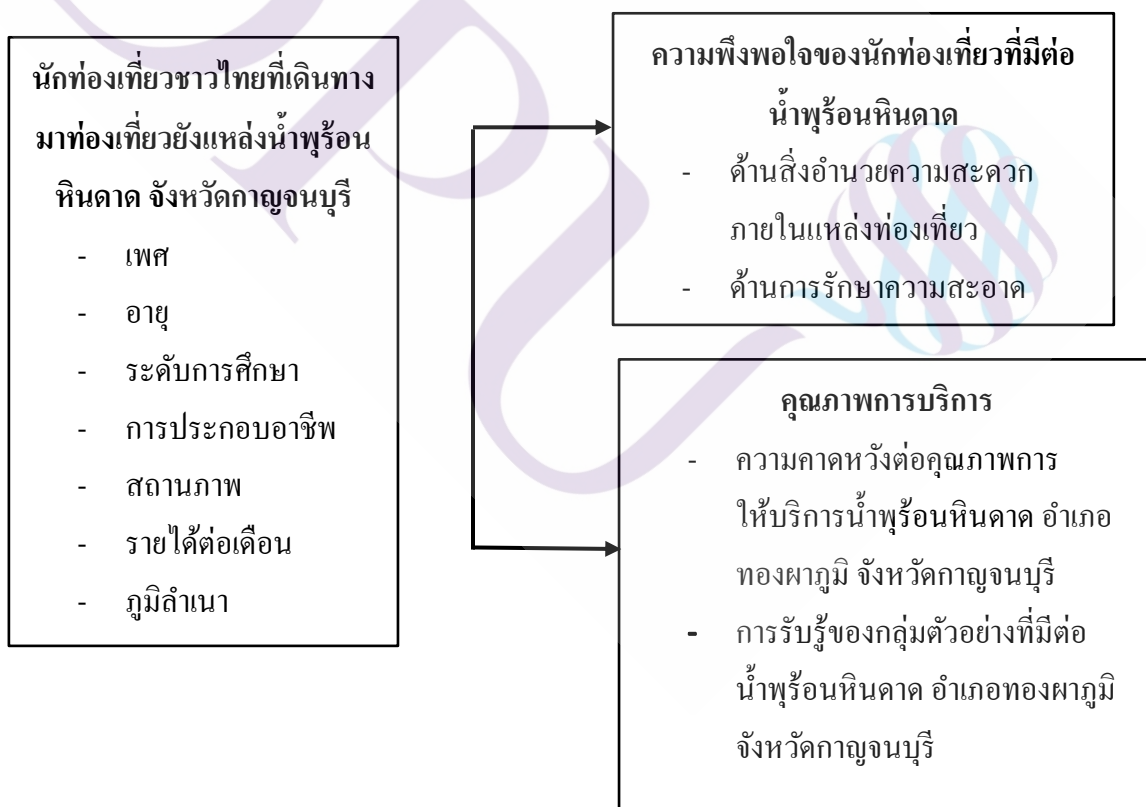 นักท่องเที่ยวชาวไทยที่เดินทาง
มาท่องเที่ยวยังแหล่งน้ำพุร้อน
หินดาด จังหวัดกาญจนบุรี
- เพศ
- อายุ
- ระดับการศึกษา
- การประกอบอาชีพ
- สถานภาพ
- รายได้ต่อเดือน
- ภูมิลำเนา
ความพึงพอใจของนักท่องเที่ยวที่มีต่อ
น้ำพุร้อนหินดาด
- ด้านสิ่งอำนวยความสะดวก
ภายในแหล่งท่องเที่ยว
- ด้านการรักษาความสะอาด
คุณภาพการบริการ
- ความคาดหวังต่อคุณภาพการ
ให้บริการน้ำพุร้อนหินดาด อำเภอ
ทองผาภูมิ จังหวัดกาญจนบุรี
- การรับรู้ของกลุ่มตัวอย่างที่มีต่อ
น้ำพุร้อนหินดาด อำเภอทองผาภูมิ
จังหวัดกาญจนบุรี